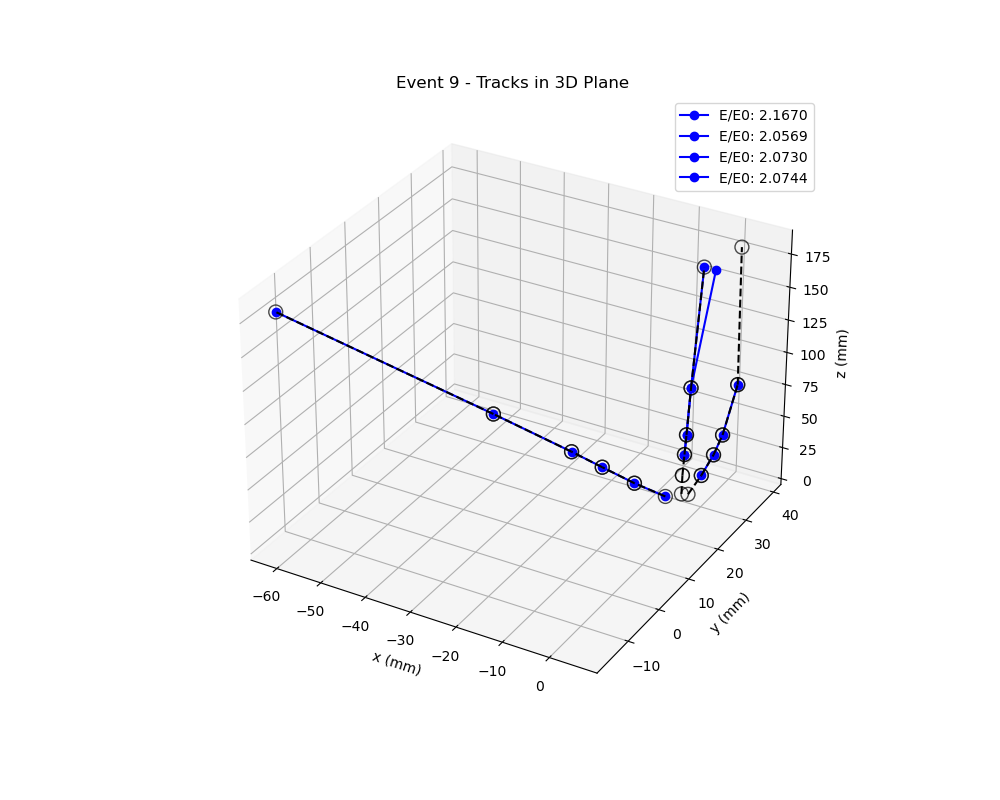 Event 9 - Tracks in 3D Plane
E/E0: 2.1670
E/E0: 2.0569
E/E0: 2.0730
E/E0: 2.0744
175
150
125
100
75
50
25
0
z (mm)
40
30
20
10
0
−10
y (mm)
−60
−50
−40
−30
−20
−10
0
x (mm)